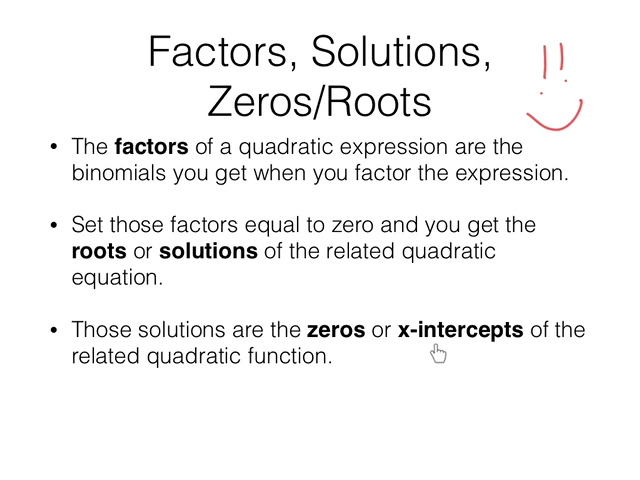 Factors, Solutions,
Zeros/Roots
• The factors of a quadratic expression are the
binomials you get when you factor the expression.
• Set those factors equal to zero and you get the
roots or solutions of the related quadratic
equation.
• Those solutions are the zeros or x-intercepts of the
related quadratic function.